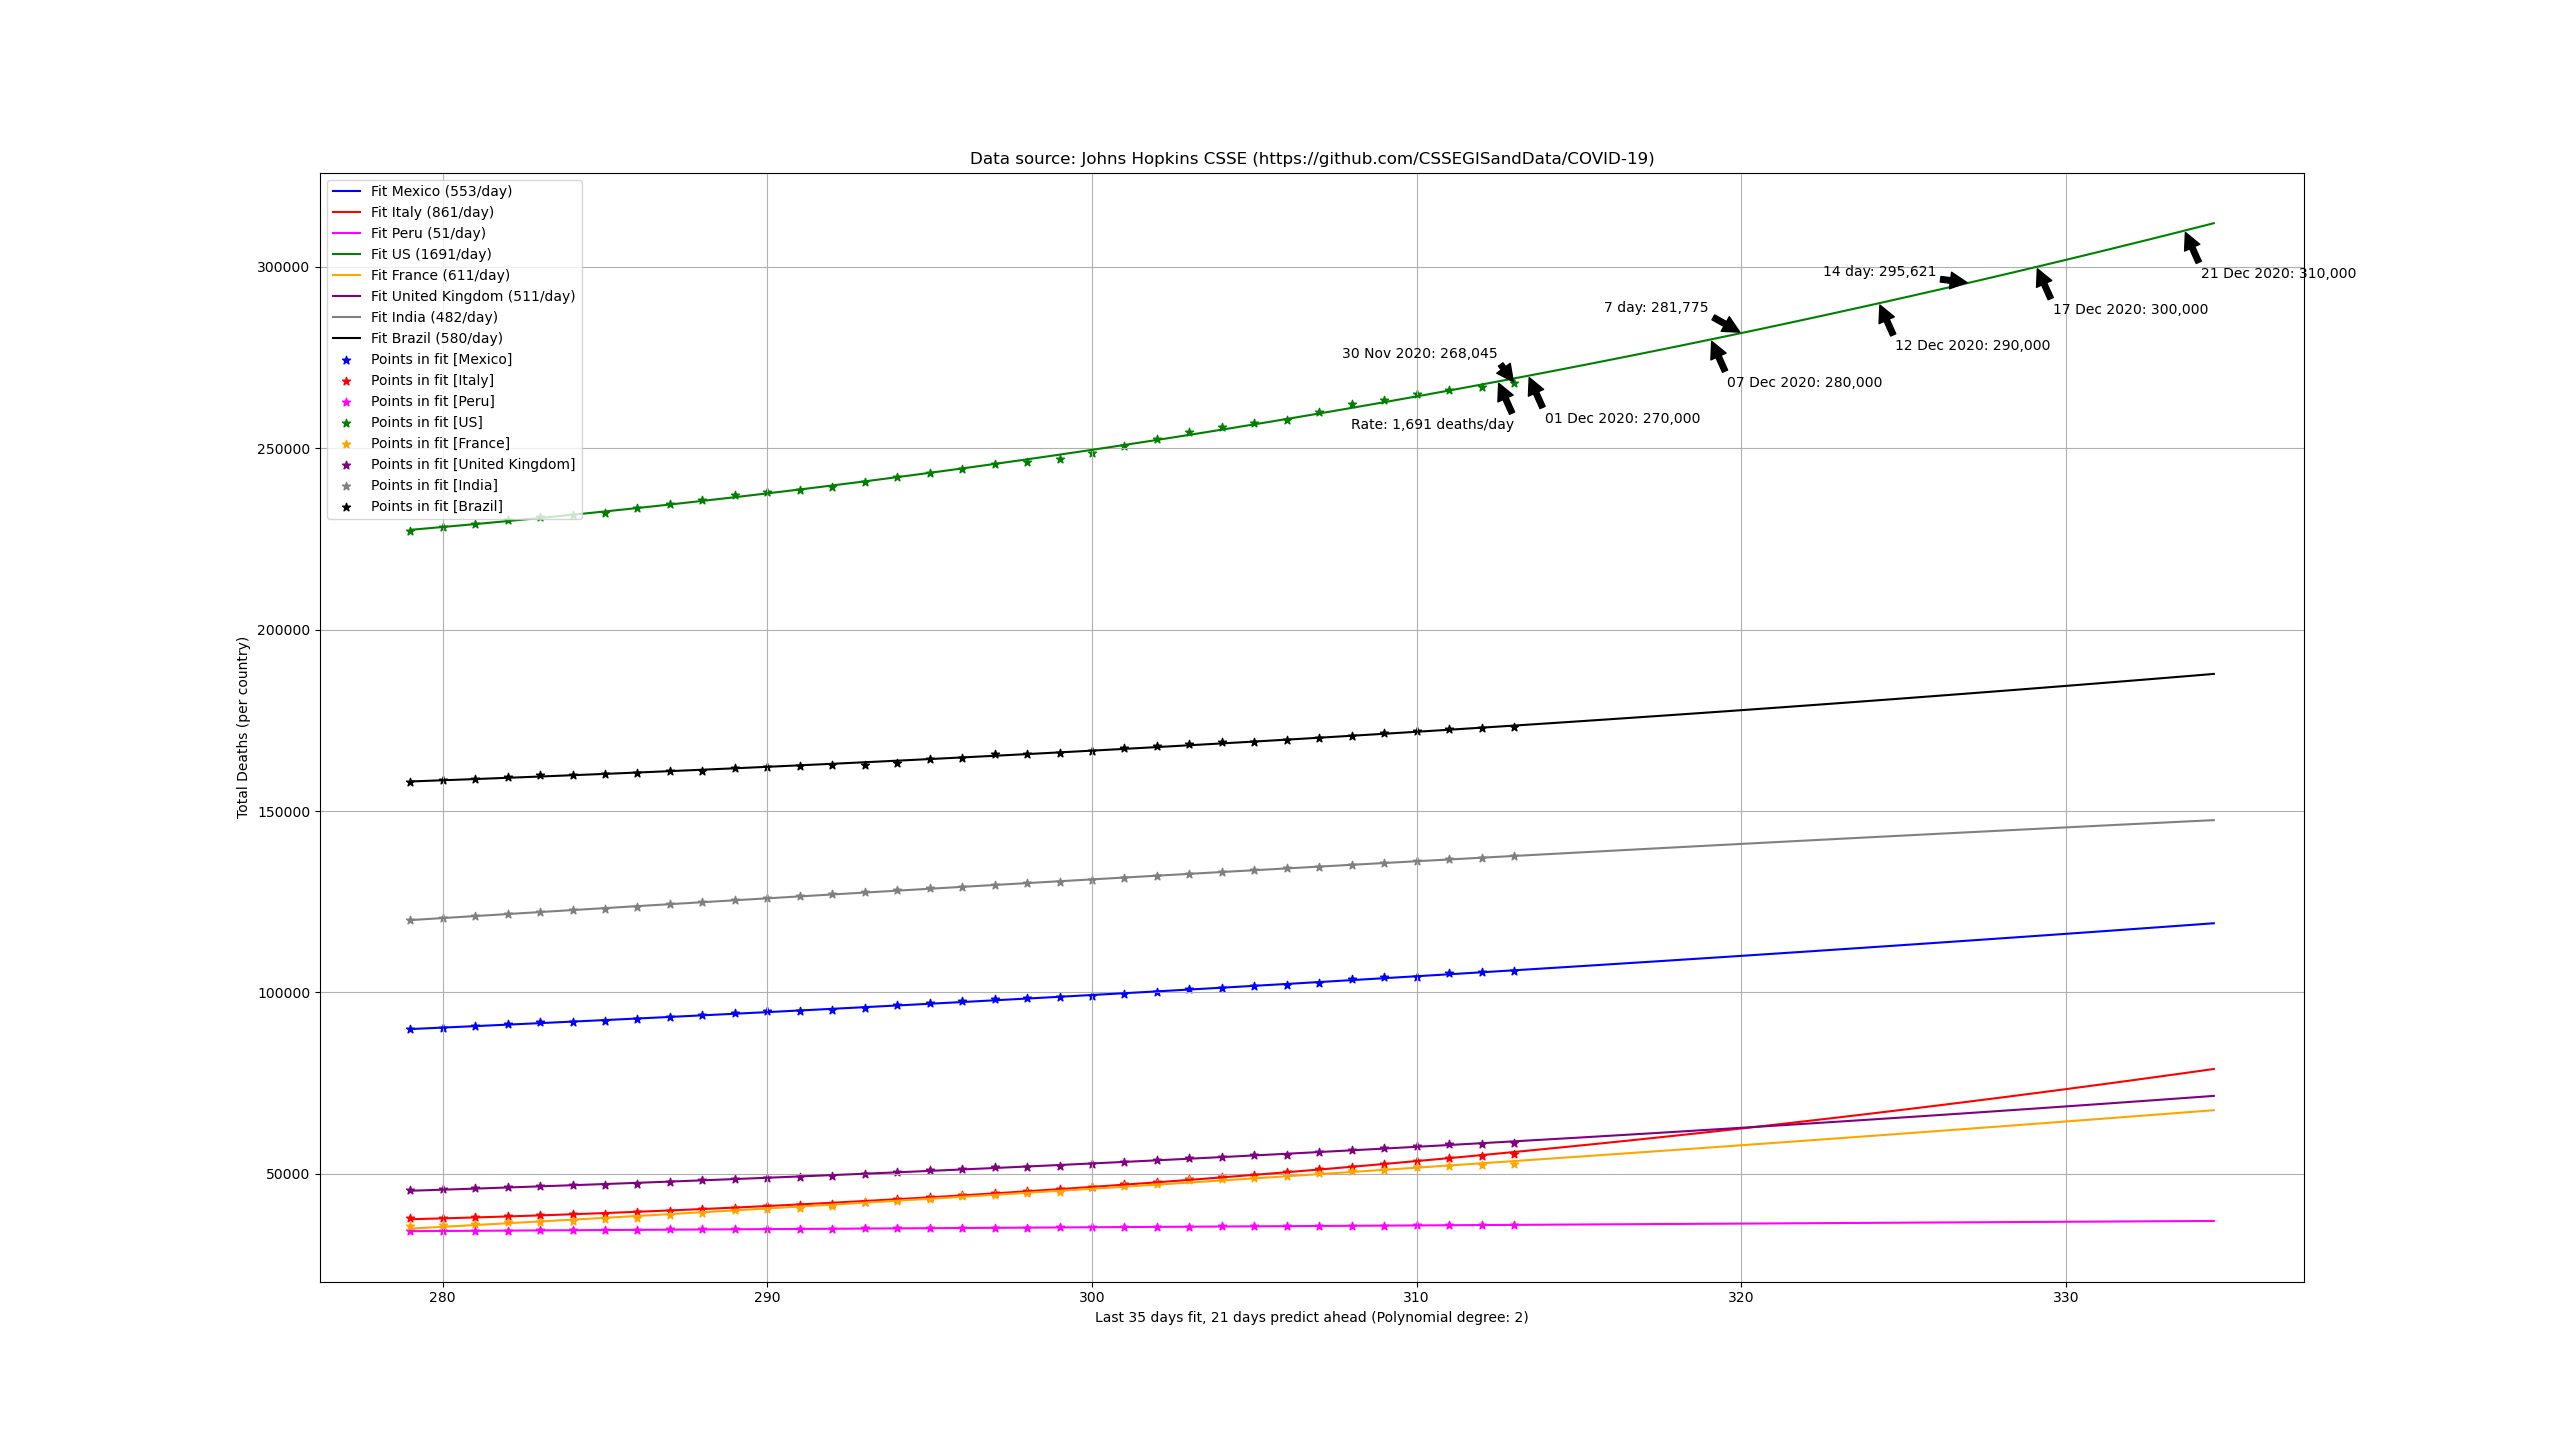 Data source: Johns Hopkins CSSE (https://github.com/CSSEGISandData/COVID-19)
Fit Mexico (553/day)
Fit Italy (861/day)
Fit Peru (51/day)
Fit US (1691/day)
Fit France (611/day)
Fit United Kingdom (511/day)
Fit India (482/day)
Fit Brazil (580/day)
Points in fit [Mexico]
Points in fit [Italy]
Points in fit [Peru]
Points in fit [US]
Points in fit [France]
Points in fit [United Kingdom]
Points in fit [India]
Points in fit [Brazil]
30 Nov 2020: 268,045
Rate: 1,691 deaths/day
01 Dec 2020: 270,000
7 day: 281,775
07 Dec 2020: 280,000
14 day: 295,621
12 Dec 2020: 290,000
17 Dec 2020: 300,000
21 Dec 2020: 310,000
Total Deaths (per country)
300000
250000
200000
150000
100000
50000
280 290 300 310 320 330
Last 35 days fit, 21 days predict ahead (Polynomial degree: 2)